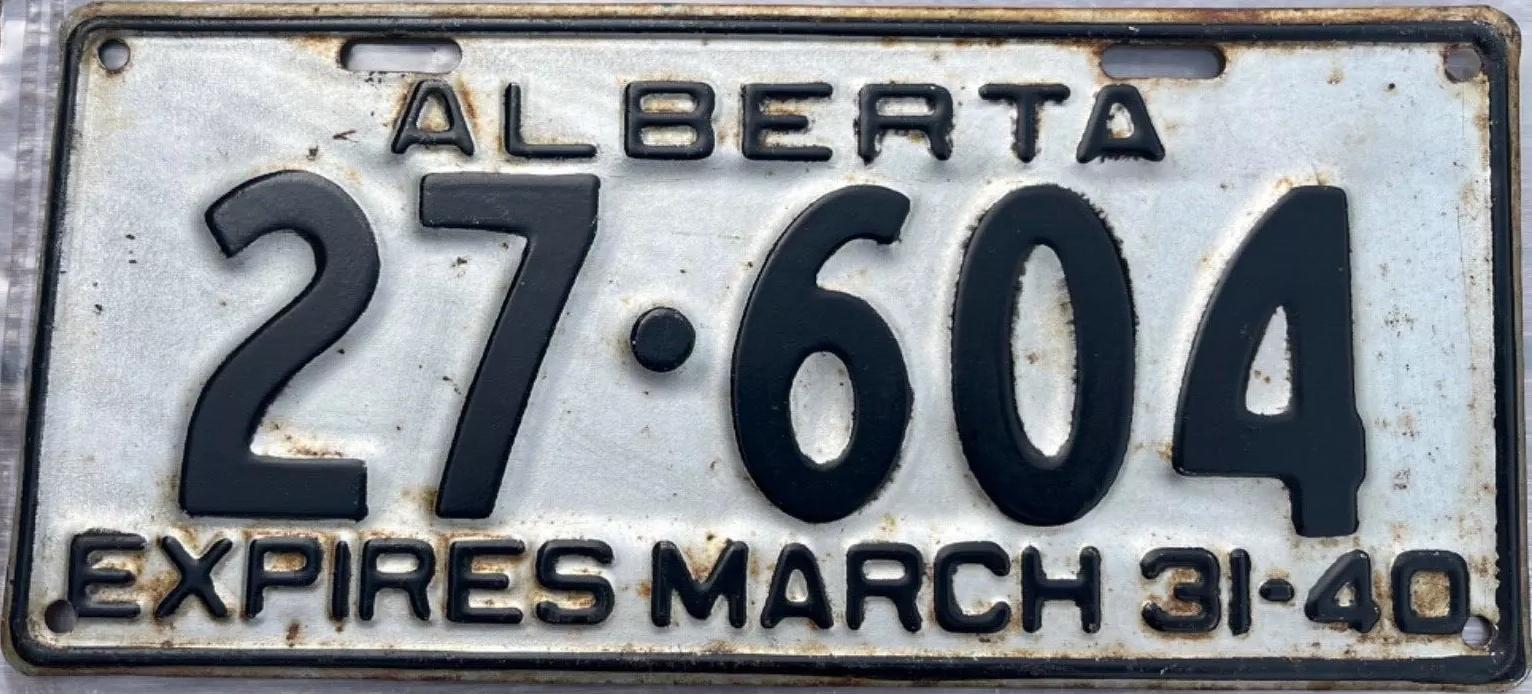 ALBERTA
27•604
EXPIRES MARCH 31-40